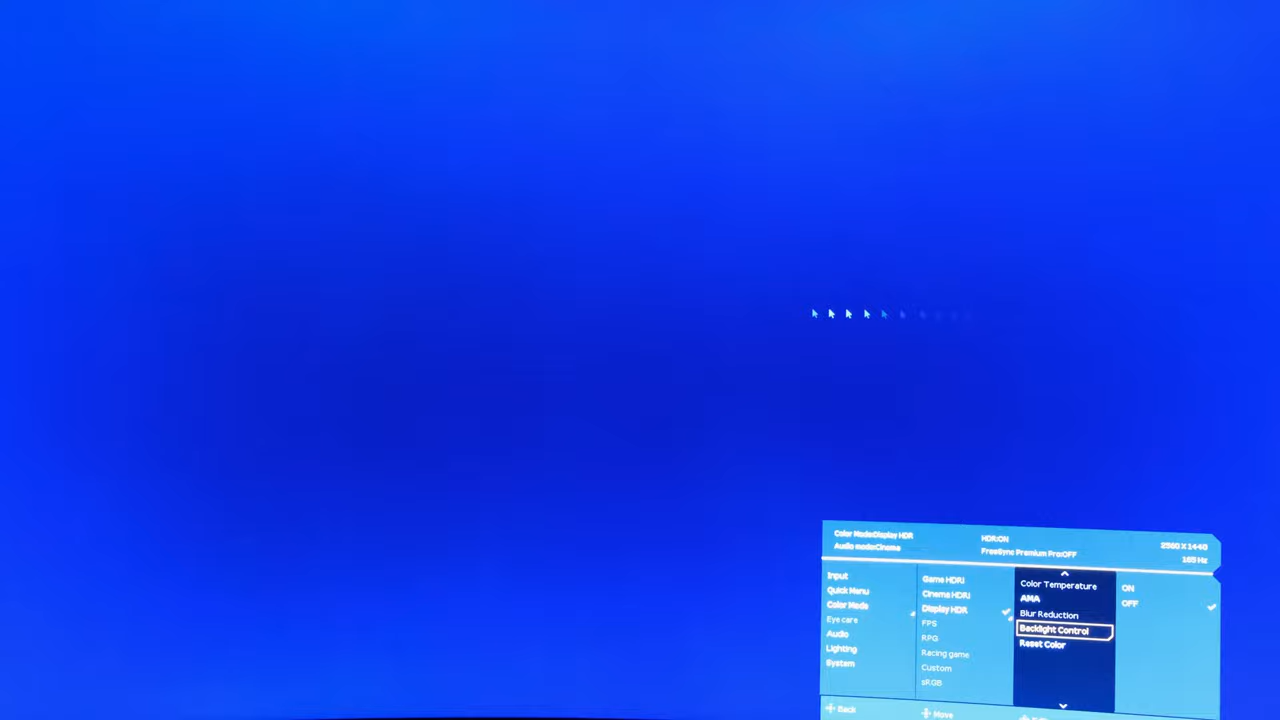 Color Mode:Display HDR
HDR:ON
2560 X 1440
Audio mode:Cinema
FreeSync Premium Pro:OFF
165 Hz
Input
Quick Menu
Color Mode
Eye care
Audio
Lighting
System
Game HDRi
Cinema HDRi
Display HDR
FPS
RPG
Racing game
Custom
sRGB
Color Temperature
AMA
Blur Reduction
Backlight Control
Reset Color
ON
OFF
Back
Move